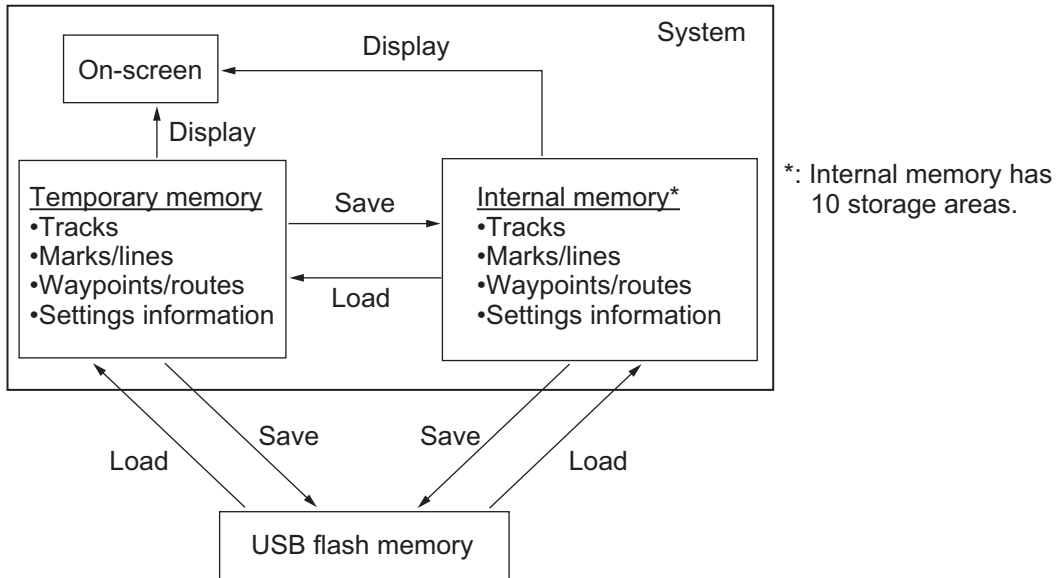 System
On-screen
Display
Display
Temporary memory
•Tracks
•Marks/lines
•Waypoints/routes
•Settings information
Save
Load
Internal memory*
•Tracks
•Marks/lines
•Waypoints/routes
•Settings information
*: Internal memory has
10 storage areas.
Load
Save
Save
Load
USB flash memory